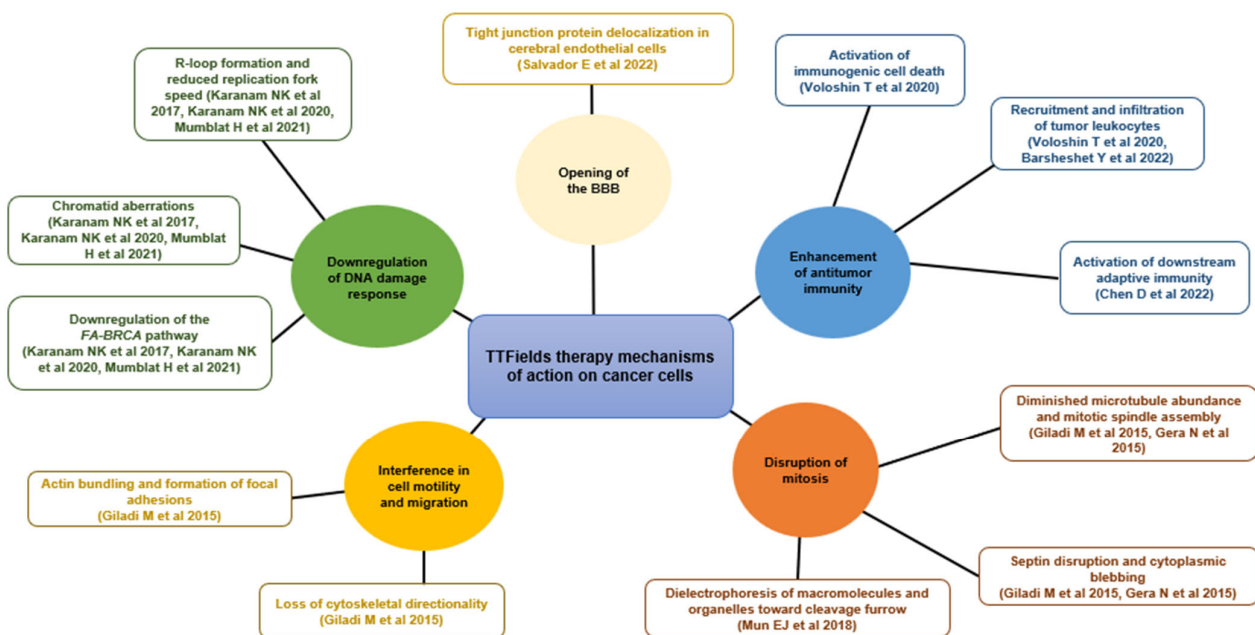 Tight junction protein delocalization in
cerebral endothelial cells
(Salvador E et al 2022)
R-loop formation and
reduced replication fork
speed (Karanam NK et al
2017, Karanam NK et al 2020,
Mumblat H et al 2021)
Activation of
immunogenic cell death
(Voloshin T et al 2020)
Recruitment and infiltration
of tumor leukocytes
(Voloshin T et al 2020,
Barsheshet Y et al 2022)
Opening of
the BBB
Chromatid aberrations
(Karanam NK et al 2017,
Karanam NK et al 2020, Mumblat
H et al 2021)
Downregulation
of DNA damage
response
Enhancement
of antitumor
immunity
Activation of downstream
adaptive immunity
(Chen D et al 2022)
Downregulation of the
FA-BRCA pathway
(Karanam NK et al 2017, Karanam NK
et al 2020, Mumblat H et al 2021)
TTFields therapy mechanisms
of action on cancer cells
Diminished microtubule abundance
and mitotic spindle assembly
(Giladi M et al 2015, Gera N et al
2015)
Interference in
cell motility
and migration
Disruption of
mitosis
Actin bundling and formation of focal
adhesions
(Giladi M et al 2015)
Septin disruption and cytoplasmic
blebbing
(Giladi M et al 2015, Gera N et al 2015)
Loss of cytoskeletal directionality
(Giladi M et al 2015)
Dielectrophoresis of macromolecules and
organelles toward cleavage furrow
(Mun EJ et al 2018)